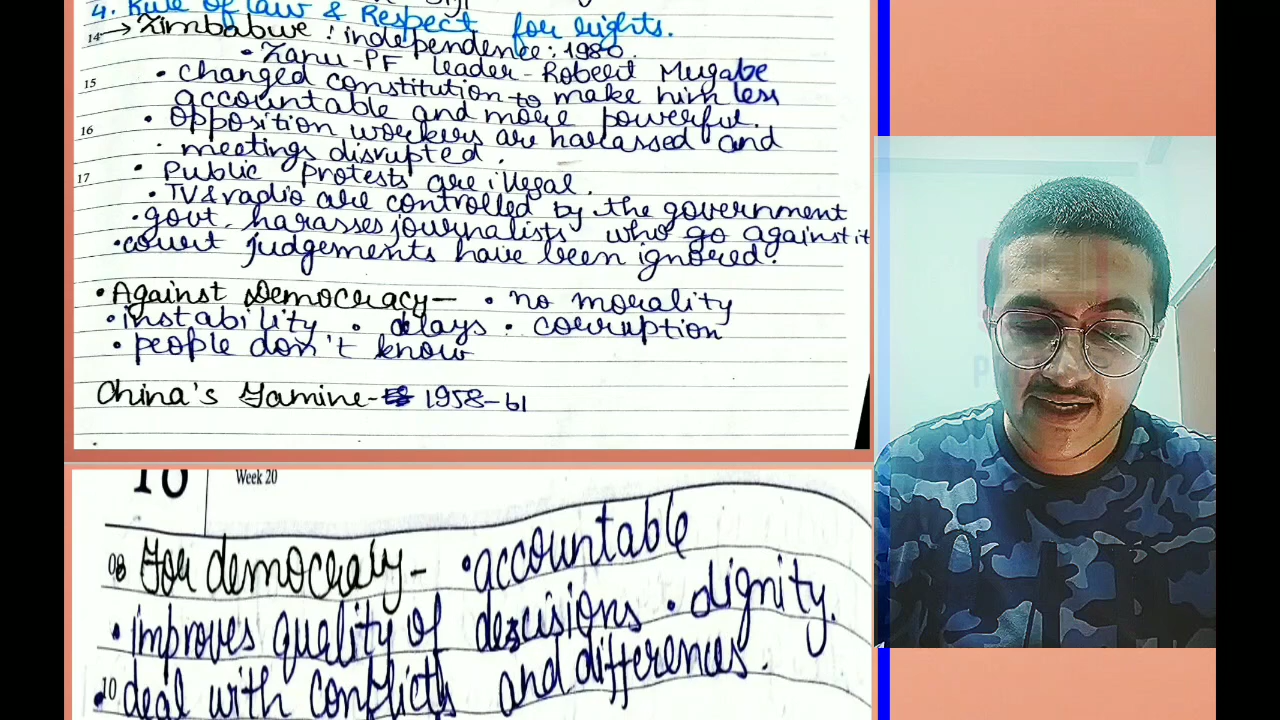 4. Rule of law & Respect for rights.
14 → Zimbabwe : independence: 1980.
• Zanu-PF leader - Robert Mugabe
15 • changed constitution to make him less
accountable and more powerful.
16 • opposition workers are harassed and
meetings disrupted.
17 • Public protests are illegal.
• TV & radio are controlled by the government
• govt. harasses journalists who go against it
• court judgements have been ignored.
• Against Democracy— • no morality
• instability • delays • corruption
• people don't know
China's Famine- 1958-61
10 Week 20
08 For democracy- • accountable
• improves quality of descisions • dignity.
10 • deal with conflicts and differences.